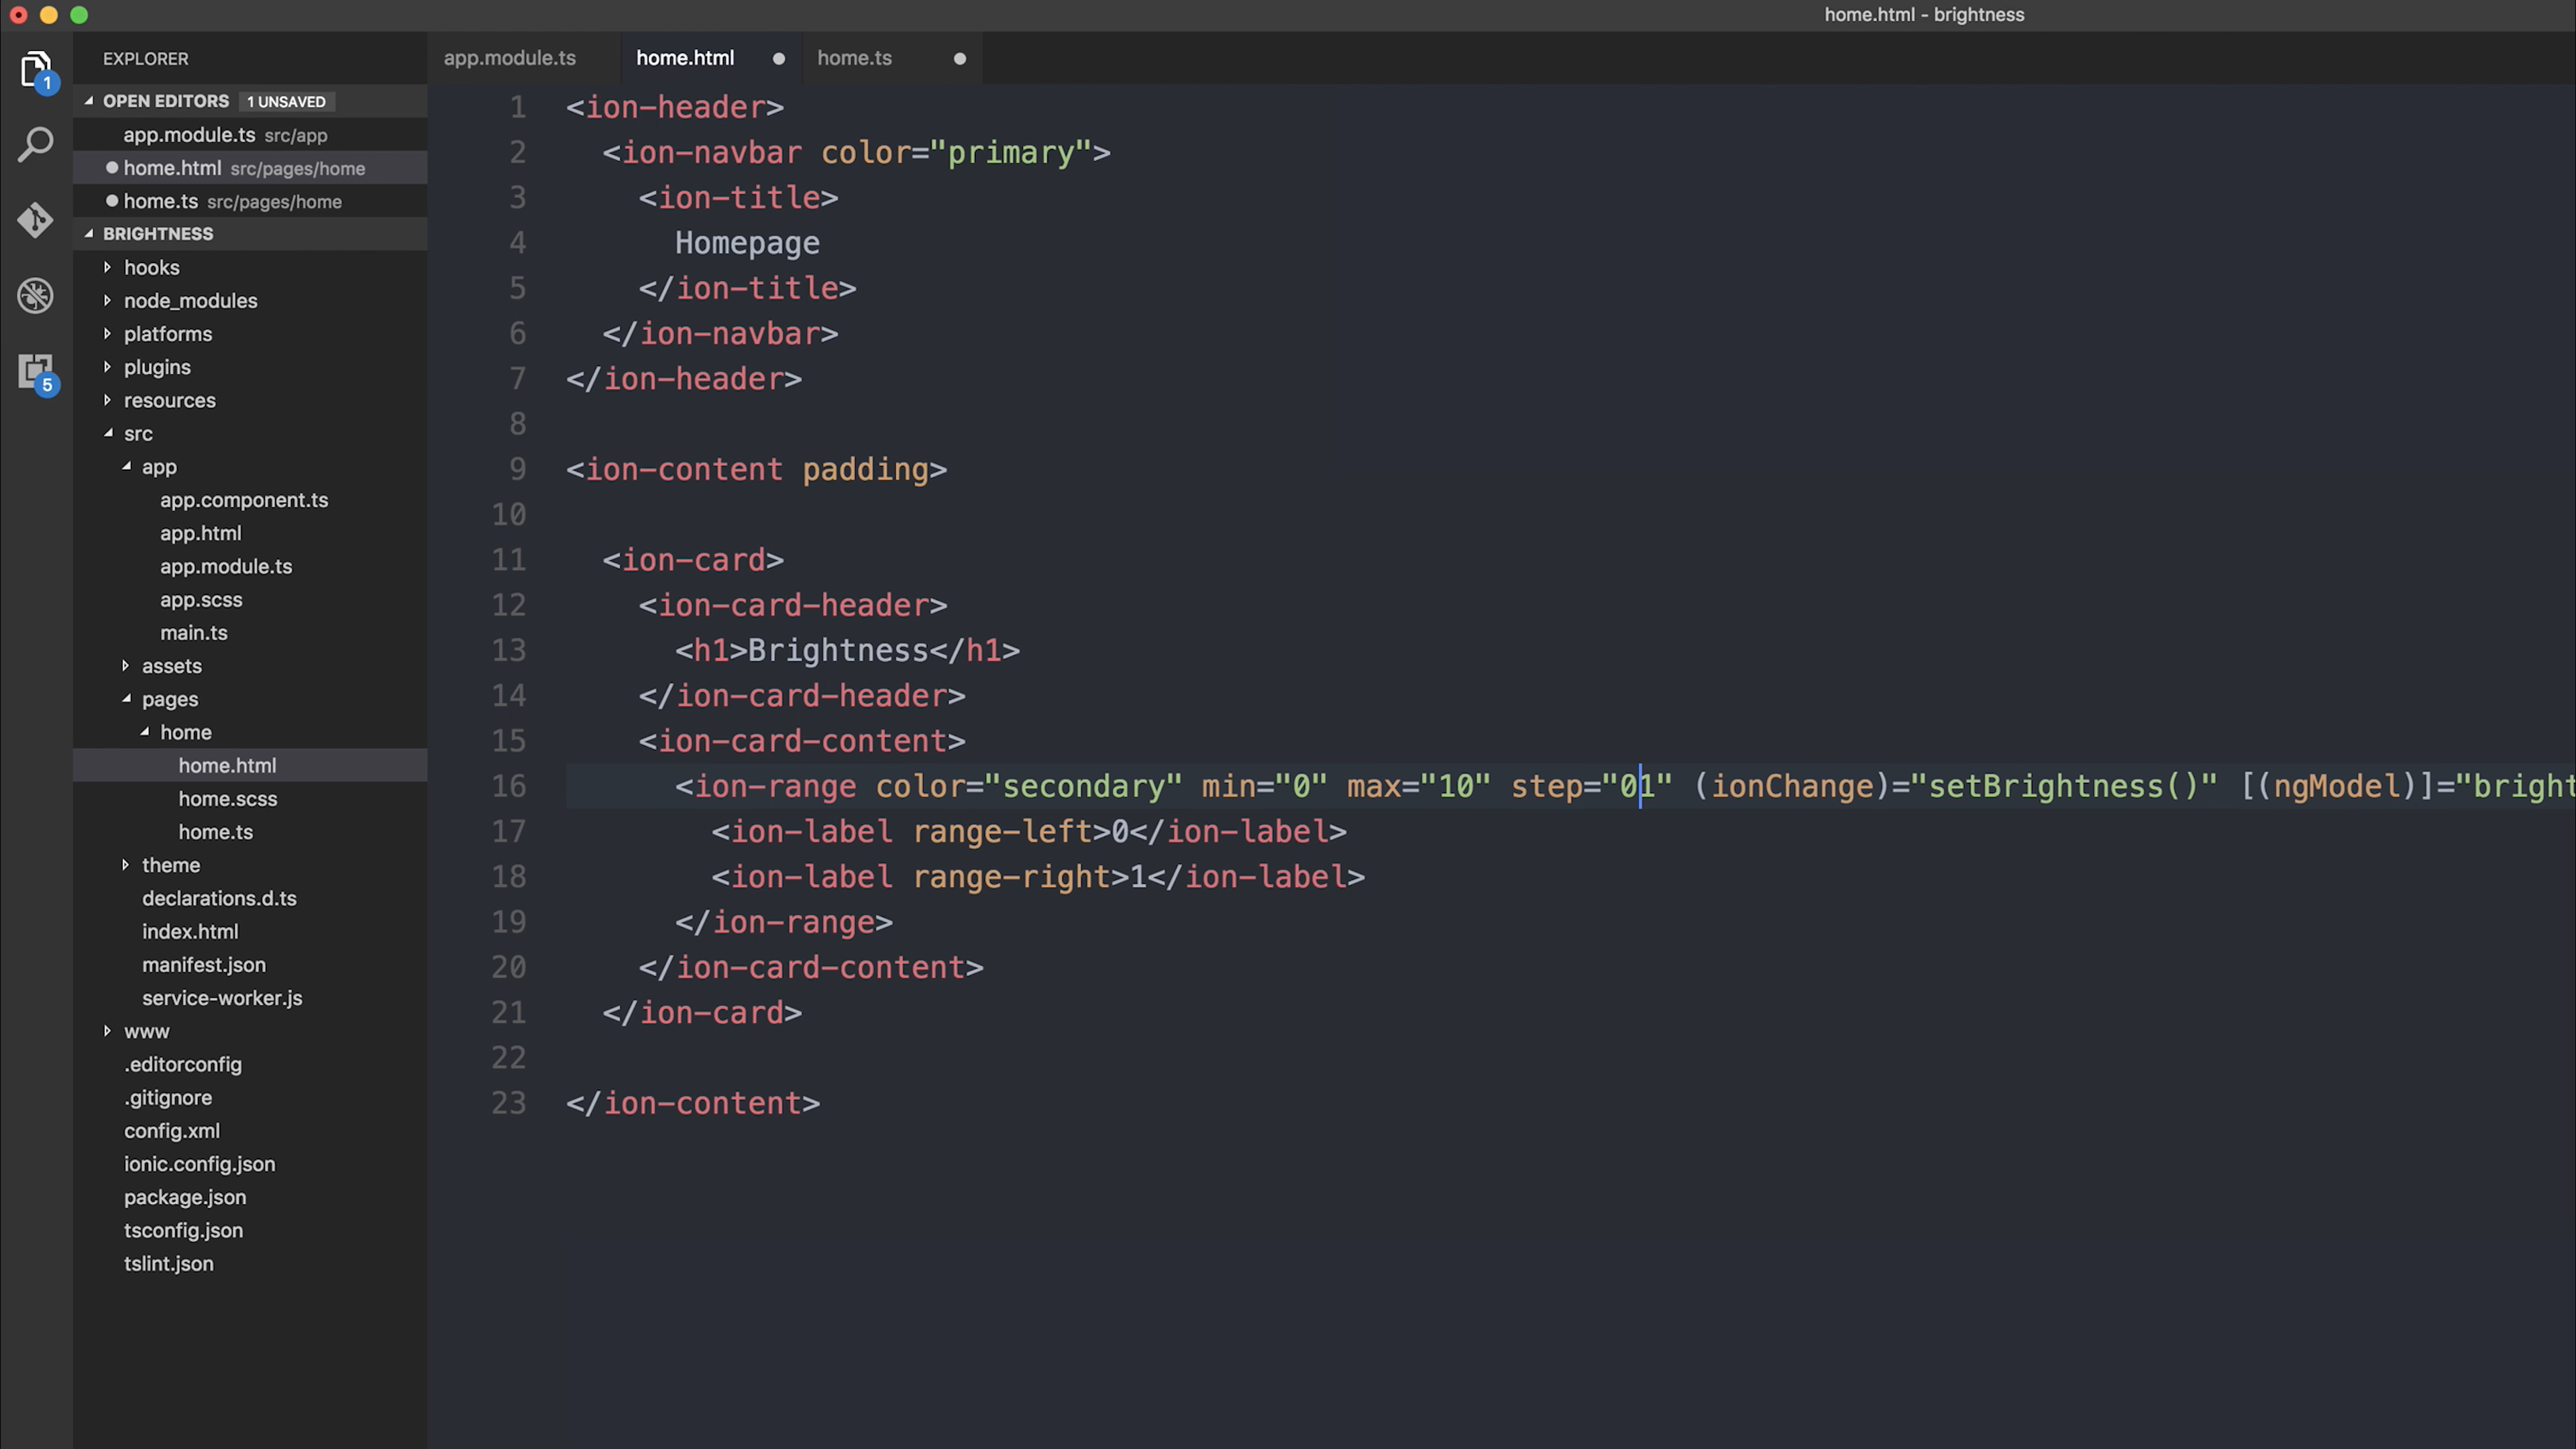 home.html - brightness
EXPLORER
OPEN EDITORS 1 UNSAVED
app.module.ts src/app
home.html src/pages/home
home.ts src/pages/home
BRIGHTNESS
hooks
node_modules
platforms
plugins
resources
src
app
app.component.ts
app.html
app.module.ts
app.scss
main.ts
assets
pages
home
home.html
home.scss
home.ts
theme
declarations.d.ts
index.html
manifest.json
service-worker.js
www
.editorconfig
.gitignore
config.xml
ionic.config.json
package.json
tsconfig.json
tslint.json
1
5
app.module.ts home.html home.ts
1 <ion-header>
2 <ion-navbar color="primary">
3 <ion-title>
4 Homepage
5 </ion-title>
6 </ion-navbar>
7 </ion-header>
8
9 <ion-content padding>
10
11 <ion-card>
12 <ion-card-header>
13 <h1>Brightness</h1>
14 </ion-card-header>
15 <ion-card-content>
16 <ion-range color="secondary" min="0" max="10" step="01" (ionChange)="setBrightness()" [(ngModel)]="bright
17 <ion-label range-left>0</ion-label>
18 <ion-label range-right>1</ion-label>
19 </ion-range>
20 </ion-card-content>
21 </ion-card>
22
23 </ion-content>